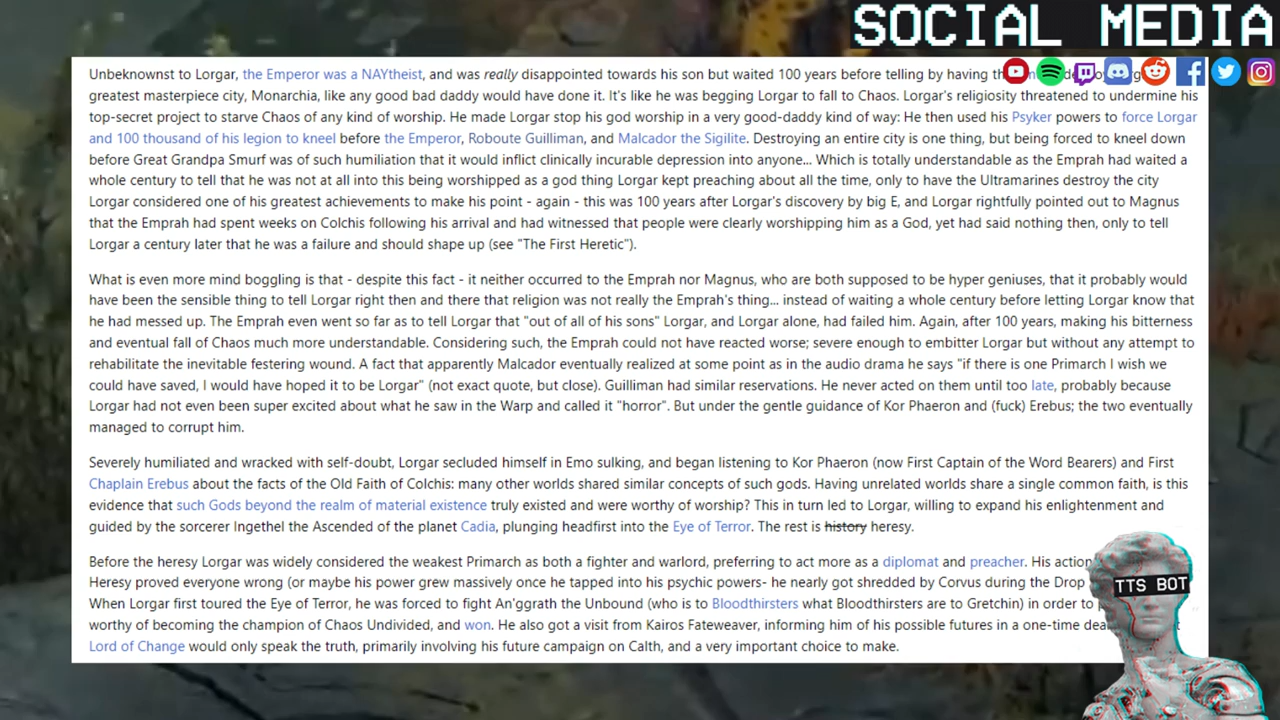 SOCIAL MEDIA
Unbeknownst to Lorgar, the Emperor was a NAYtheist, and was really disappointed towards his son but waited 100 years before telling by having
greatest masterpiece city, Monarchia, like any good bad daddy would have done it. It's like he was begging Lorgar to fall to Chaos. Lorgar's religiosity threatened to undermine his
top-secret project to starve Chaos of any kind of worship. He made Lorgar stop his god worship in a very good-daddy kind of way: He then used his Psyker powers to force Lorgar
and 100 thousand of his legion to kneel before the Emperor, Roboute Guilliman, and Malcador the Sigilite. Destroying an entire city is one thing, but being forced to kneel down
before Great Grandpa Smurf was of such humiliation that it would inflict clinically incurable depression into anyone... Which is totally understandable as the Emprah had waited a
whole century to tell that he was not at all into this being worshipped as a god thing Lorgar kept preaching about all the time, only to have the Ultramarines destroy the city
Lorgar considered one of his greatest achievements to make his point - again - this was 100 years after Lorgar's discovery by big E, and Lorgar rightfully pointed out to Magnus
that the Emprah had spent weeks on Colchis following his arrival and had witnessed that people were clearly worshipping him as a God, yet had said nothing then, only to tell
Lorgar a century later that he was a failure and should shape up (see "The First Heretic").
What is even more mind boggling is that - despite this fact - it neither occurred to the Emprah nor Magnus, who are both supposed to be hyper geniuses, that it probably would
have been the sensible thing to tell Lorgar right then and there that religion was not really the Emprah's thing... instead of waiting a whole century before letting Lorgar know that
he had messed up. The Emprah even went so far as to tell Lorgar that "out of all of his sons" Lorgar, and Lorgar alone, had failed him. Again, after 100 years, making his bitterness
and eventual fall of Chaos much more understandable. Considering such, the Emprah could not have reacted worse; severe enough to embitter Lorgar but without any attempt to
rehabilitate the inevitable festering wound. A fact that apparently Malcador eventually realized at some point as in the audio drama he says "if there is one Primarch I wish we
could have saved, I would have hoped it to be Lorgar" (not exact quote, but close). Guilliman had similar reservations. He never acted on them until too late, probably because
Lorgar had not even been super excited about what he saw in the Warp and called it "horror". But under the gentle guidance of Kor Phaeron and (fuck) Erebus; the two eventually
managed to corrupt him.
Severely humiliated and wracked with self-doubt, Lorgar secluded himself in Emo sulking, and began listening to Kor Phaeron (now First Captain of the Word Bearers) and First
Chaplain Erebus about the facts of the Old Faith of Colchis: many other worlds shared similar concepts of such gods. Having unrelated worlds share a single common faith, is this
evidence that such Gods beyond the realm of material existence truly existed and were worthy of worship? This in turn led to Lorgar, willing to expand his enlightenment and
guided by the sorcerer Ingethel the Ascended of the planet Cadia, plunging headfirst into the Eye of Terror. The rest is history heresy.
Before the heresy Lorgar was widely considered the weakest Primarch as both a fighter and warlord, preferring to act more as a diplomat and preacher. His action
Heresy proved everyone wrong (or maybe his power grew massively once he tapped into his psychic powers- he nearly got shredded by Corvus during the Drop
When Lorgar first toured the Eye of Terror, he was forced to fight An'ggrath the Unbound (who is to Bloodthirsters what Bloodthirsters are to Gretchin) in order to
worthy of becoming the champion of Chaos Undivided, and won. He also got a visit from Kairos Fateweaver, informing him of his possible futures in a one-time
Lord of Change would only speak the truth, primarily involving his future campaign on Calth, and a very important choice to make.
TTS BOT